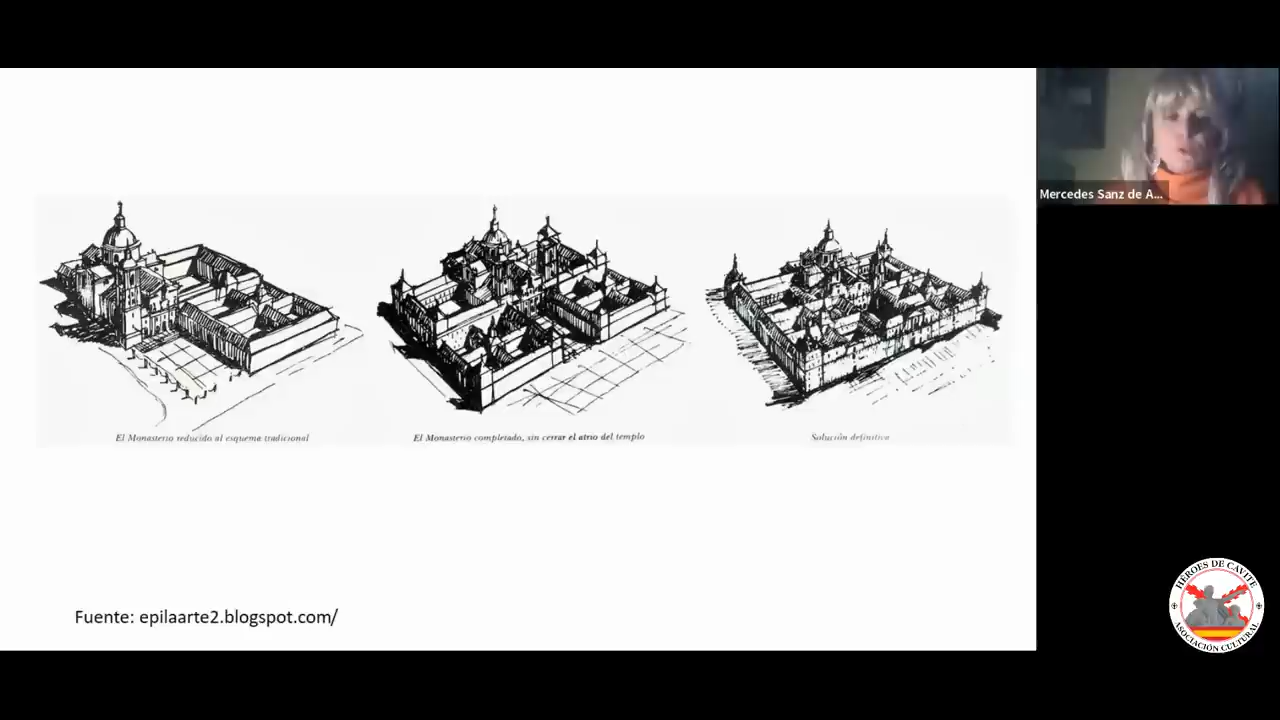 Mercedes Sanz de A...
El Monasterio reducido al esquema tradicional
El Monasterio completado, sin cerrar el atrio del templo
Solución definitiva
Fuente: epilaarte2.blogspot.com/
HÉROES DE CAVITE
ASOCIACIÓN CULTURAL